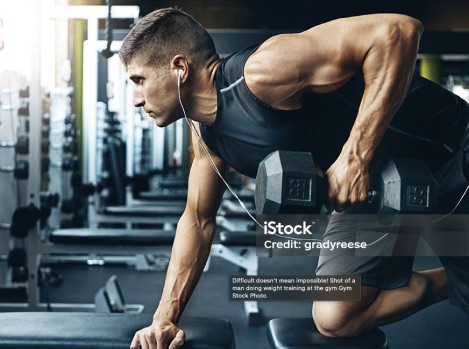 iStock
Credit: gradyreese
Difficult doesn't mean impossible! Shot of a
man doing weight training at the gym Gym
Stock Photo